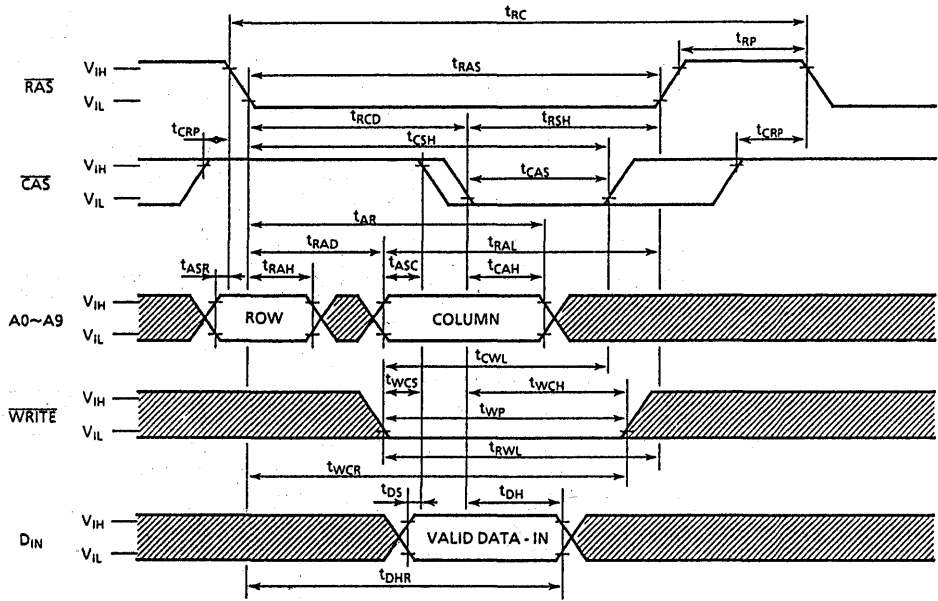 tRC
tRP
tRAS
RAS VIH
VIL
tRCD tRSH
tCRP tCSH tCRP
CAS VIH
VIL
tCAS
tAR
tRAD tRAL
tASR tRAH tASC tCAH
A0~A9 VIH
VIL
ROW COLUMN
tCWL
tWCS tWCH
WRITE VIH
VIL
tWP
tRWL
tWCR
tDS tDH
DIN VIH
VIL
VALID DATA - IN
tDHR